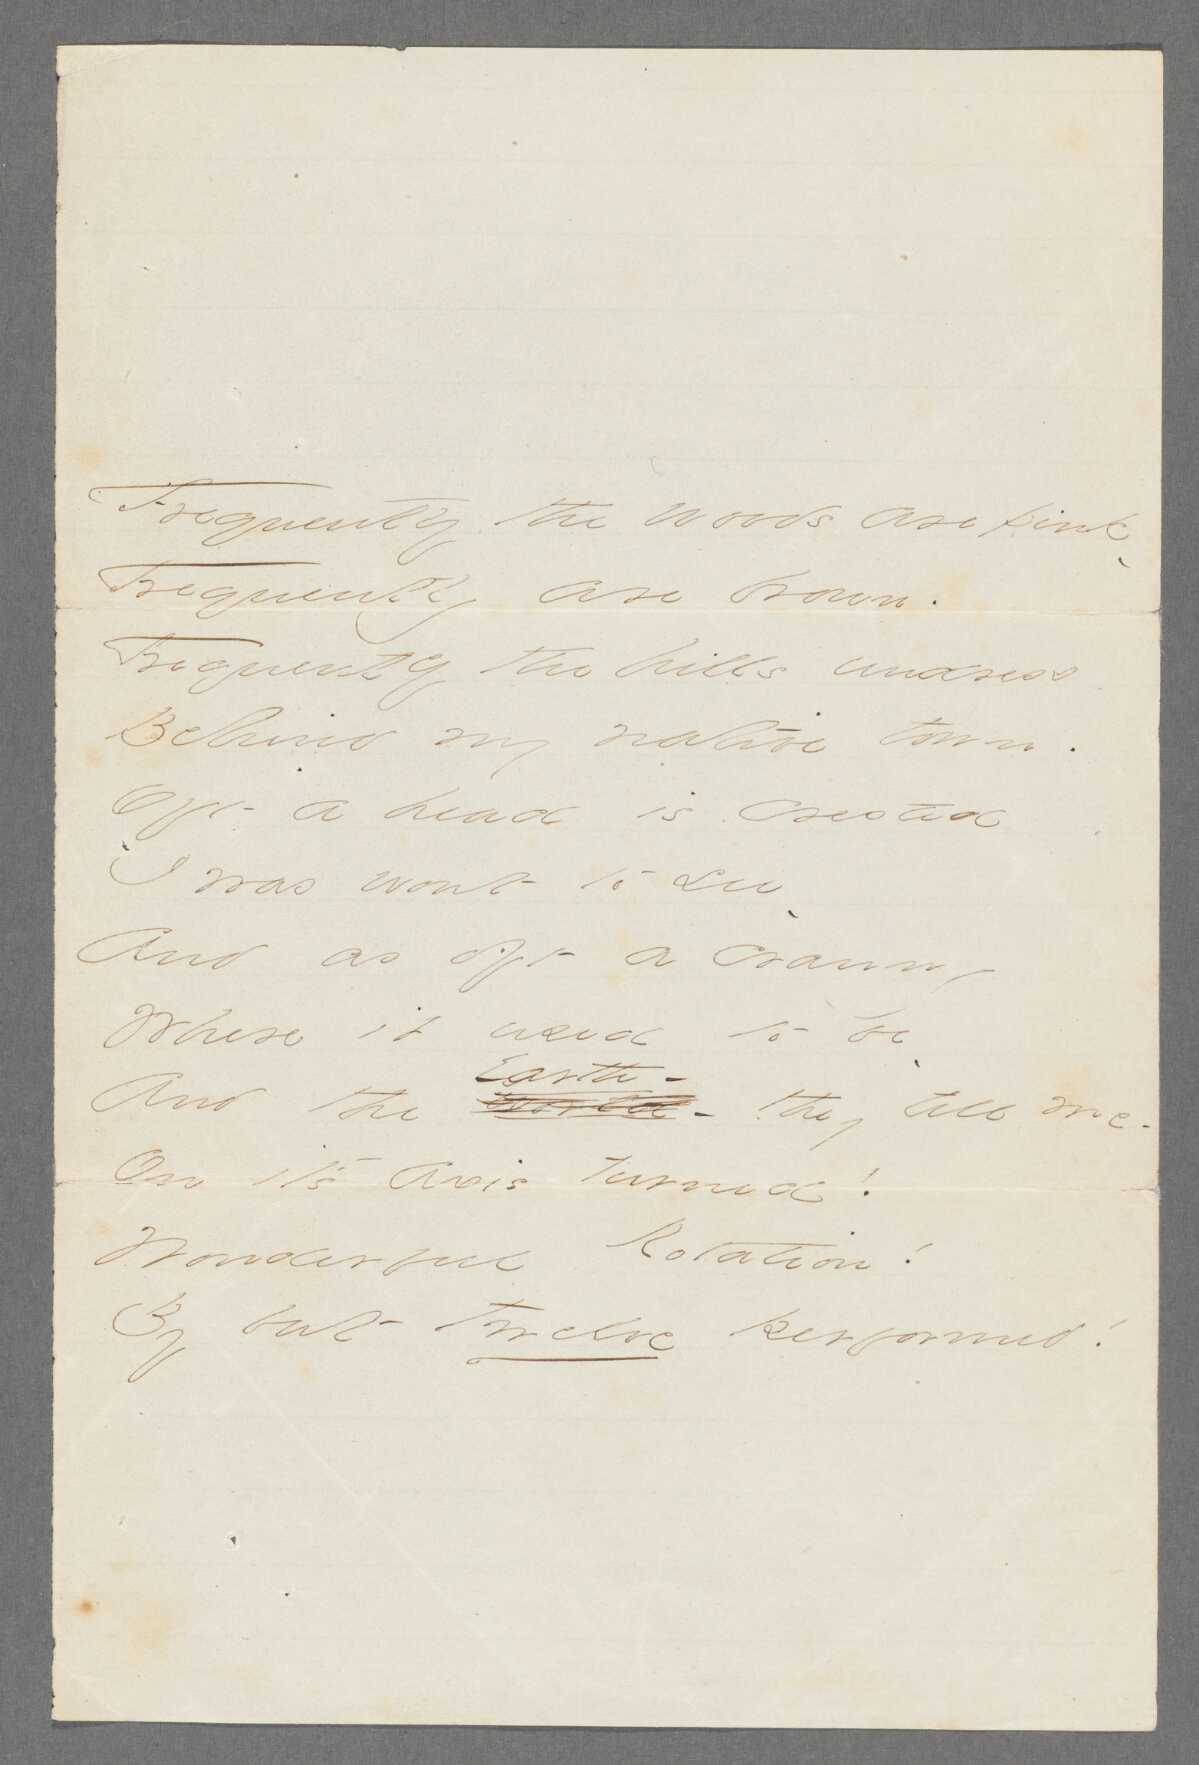 Frequently the woods are pink,
Frequently are brown.
Frequently the hills undress
Behind my native town.
Oft a head is crested
I was wont to see,
And as oft a cranny
Where it used to be,
Earth -
And the World - they tell me -
On it's axis turned!
Wonderful Rotation!
By but twelve performed!